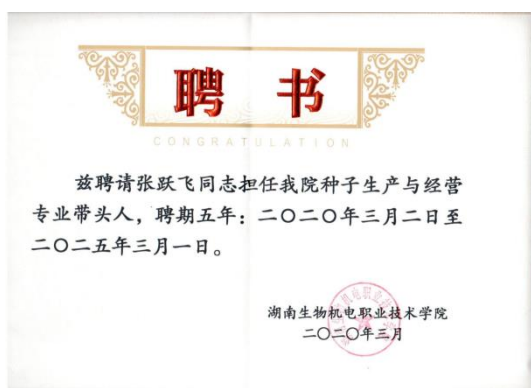 聘 书
CONGRATULATION
兹聘请张跃飞同志担任我院种子生产与经营
专业带头人，聘期五年：二〇二〇年三月二日至
二〇二五年三月一日。
湖南生物机电职业技术学院
二〇二〇年三月